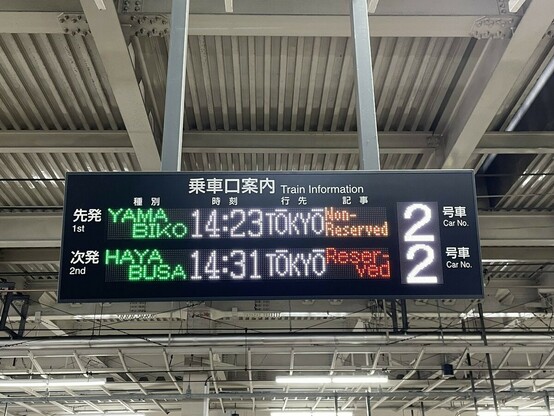 乗車口案内 Train Information
種別 時刻 行先 記事
先発 1st YAMA BIKO 14:23 TŌKYŌ Non-Reserved 2 号車 Car No.
次発 2nd HAYA BUSA 14:31 TŌKYŌ Reser-ved 2 号車 Car No.